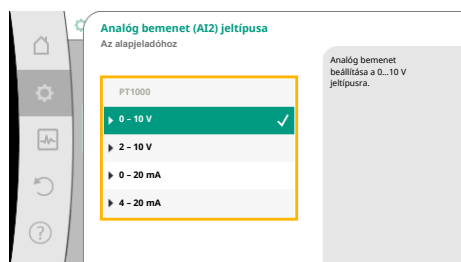 Analóg bemenet (AI2) jeltípusa
Az alapjeladóhoz
Analóg bemenet
beállítása a 0...10 V
jeltípusra.
PT1000
0 – 10 V
2 – 10 V
0 – 20 mA
4 – 20 mA